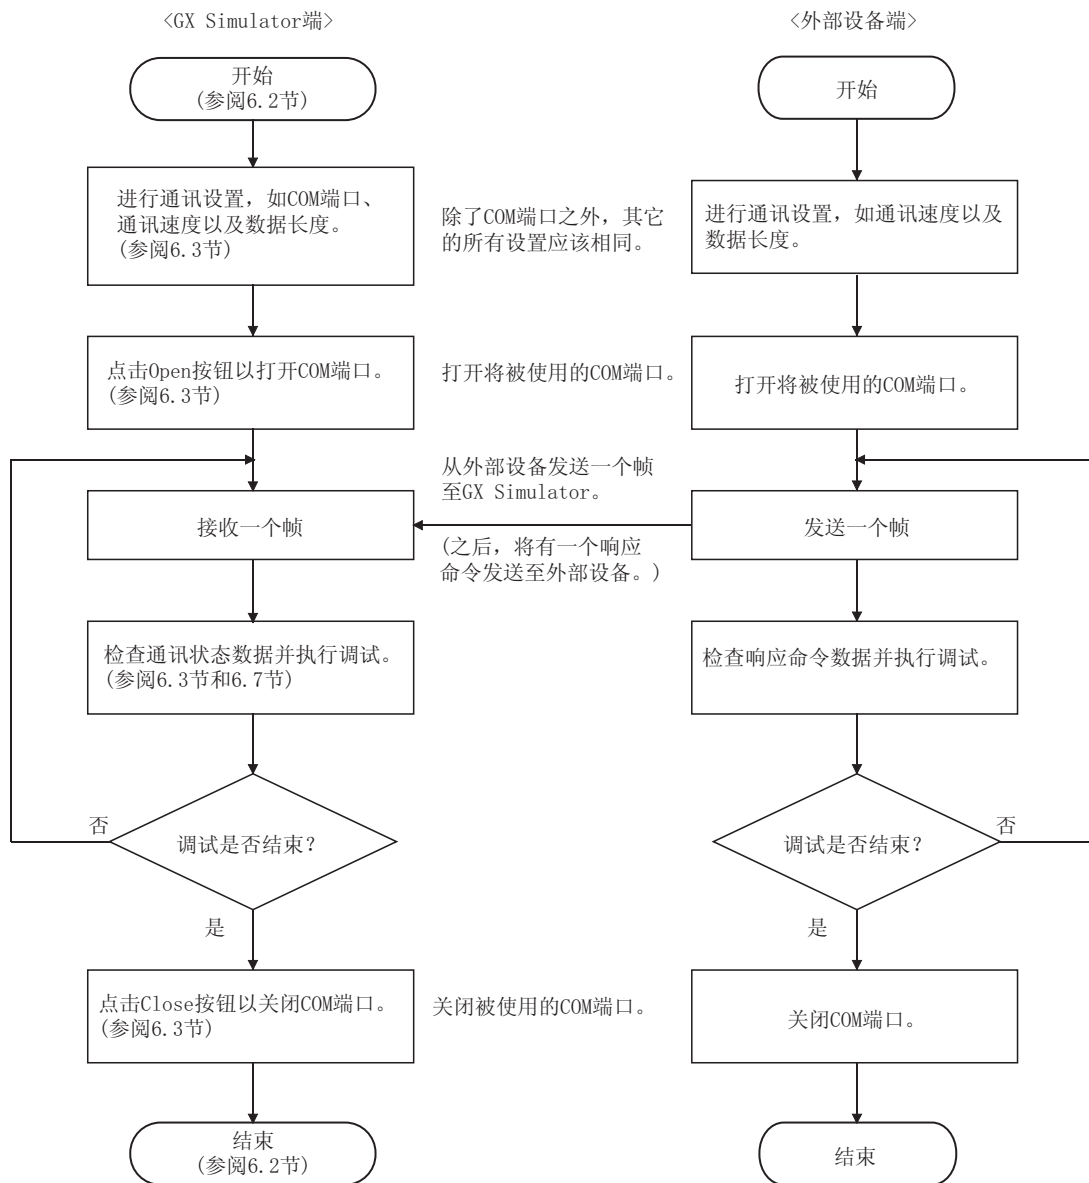 <GX Simulator端>
<外部设备端>
开始
(参阅6.2节)
开始
进行通讯设置，如COM端口、
通讯速度以及数据长度。
(参阅6.3节)
除了COM端口之外，其它
的所有设置应该相同。
进行通讯设置，如通讯速度以及
数据长度。
点击Open按钮以打开COM端口。
(参阅6.3节)
打开将被使用的COM端口。
打开将被使用的COM端口。
从外部设备发送一个帧
至GX Simulator。
接收一个帧
发送一个帧
(之后，将有一个响应
命令发送至外部设备。)
检查通讯状态数据并执行调试。
(参阅6.3节和6.7节)
检查响应命令数据并执行调试。
否
调试是否结束？
调试是否结束？
否
是
是
点击Close按钮以关闭COM端口。
(参阅6.3节)
关闭被使用的COM端口。
关闭COM端口。
结束
(参阅6.2节)
结束